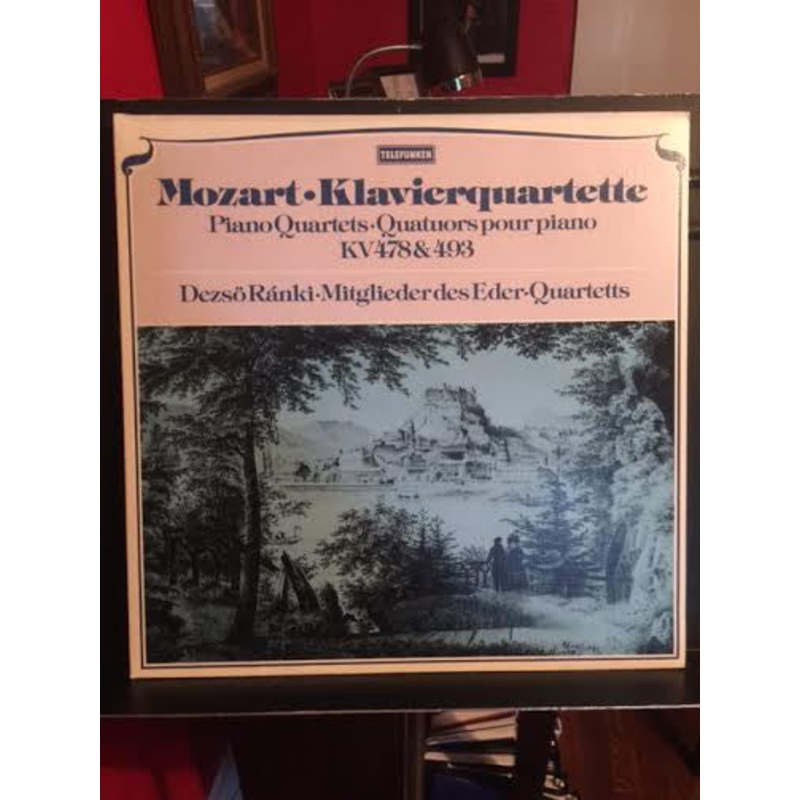 TELEFUNKEN
Mozart•Klavierquartette
Piano Quartets•Quatuors pour piano
KV 478 & 493
Dezsö Ránki•Mitglieder des Eder-Quartetts